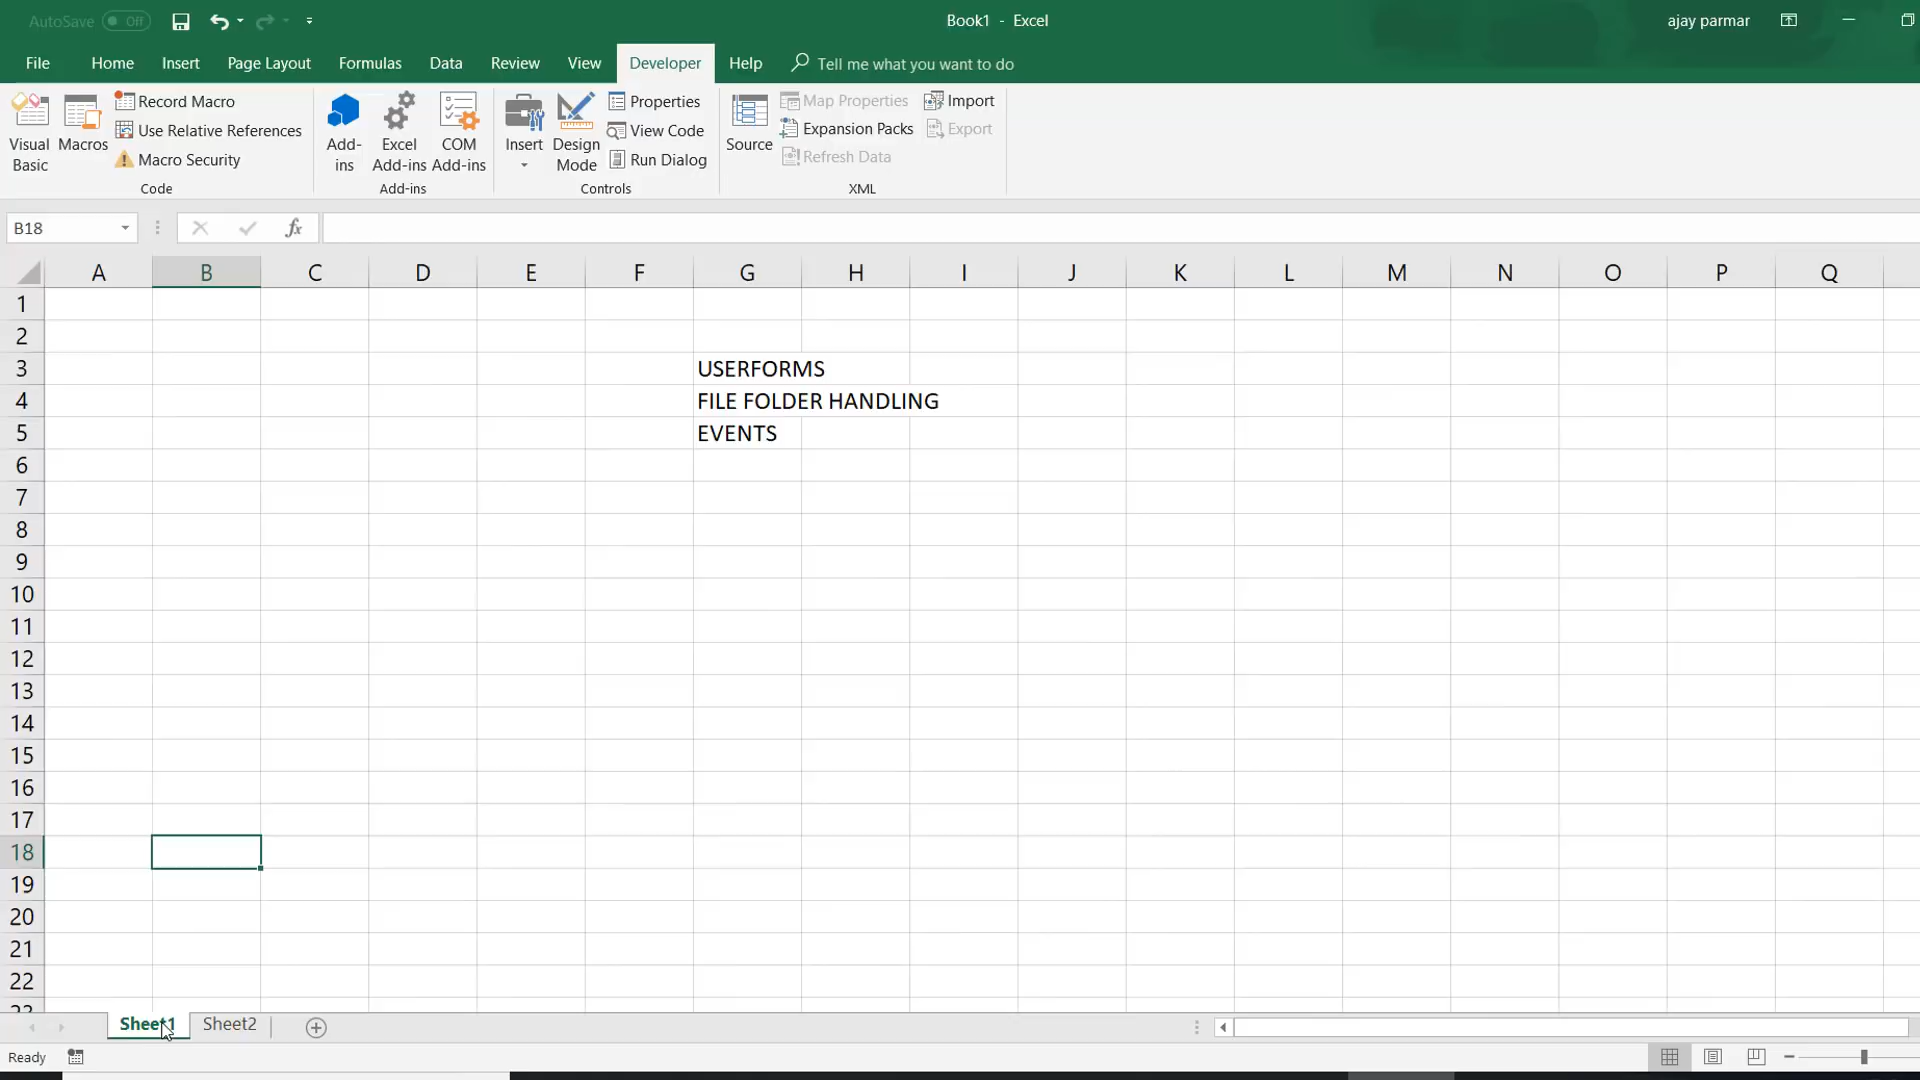 AutoSave Off
Book1 - Excel
ajay parmar
File Home Insert Page Layout Formulas Data Review View Developer Help Tell me what you want to do
Visual Basic
Macros
Record Macro
Use Relative References
Macro Security
Code
Add-ins
Excel Add-ins
COM Add-ins
Add-ins
Insert
Design Mode
Properties
View Code
Run Dialog
Controls
Source
Map Properties
Expansion Packs
Refresh Data
Import
Export
XML
B18
fx
A B C D E F G H I J K L M N O P Q
1
2
3 USERFORMS
4 FILE FOLDER HANDLING
5 EVENTS
6
7
8
9
10
11
12
13
14
15
16
17
18
19
20
21
22
Sheet1 Sheet2
Ready